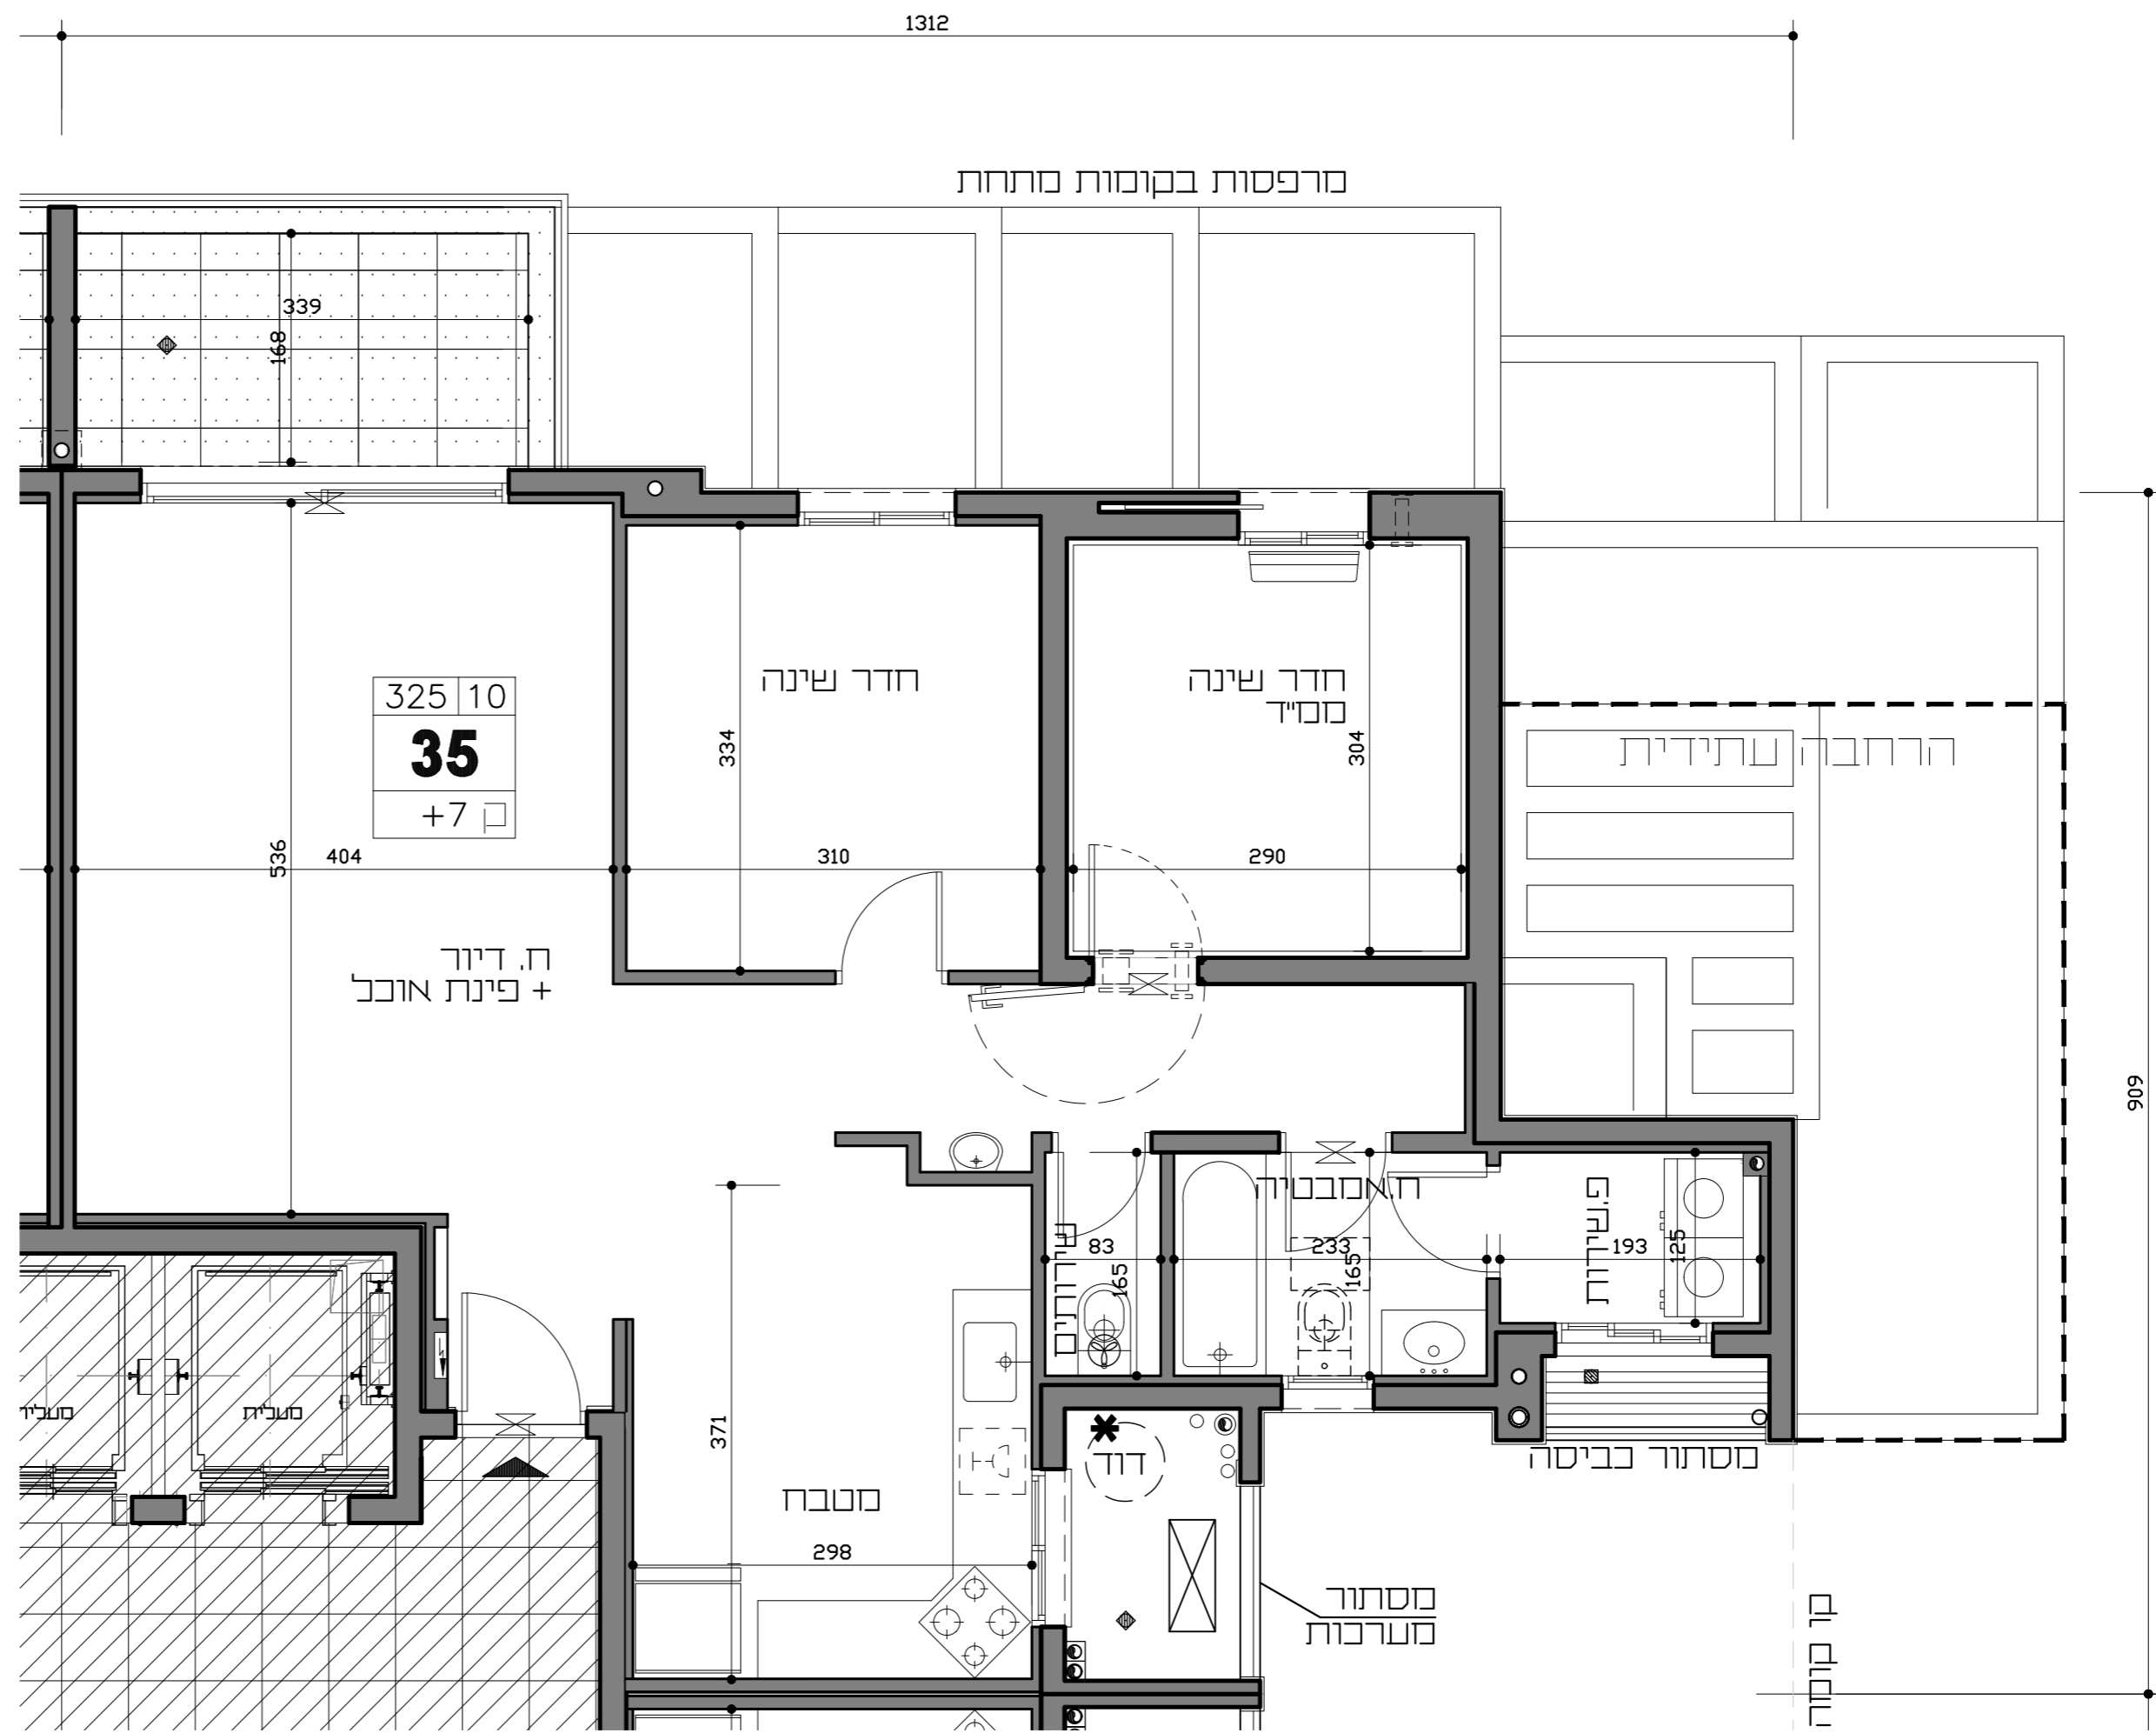 1312
מרפסות בקומות מתחת
339
168
חדר שינה
חדר שינה
ממ״ד
325 10
35
ק 7+
334
304
הרחבה עתידית
536
404
310
290
ח. דיור
+ פינת אוכל
909
ח.אמבטיה
פ.שירות
שירותים
83
165
233
165
193
125
מעלית
מעלית
371
דוד
מסתור כביסה
מטבח
298
מסתור
מערכות
קו קומה